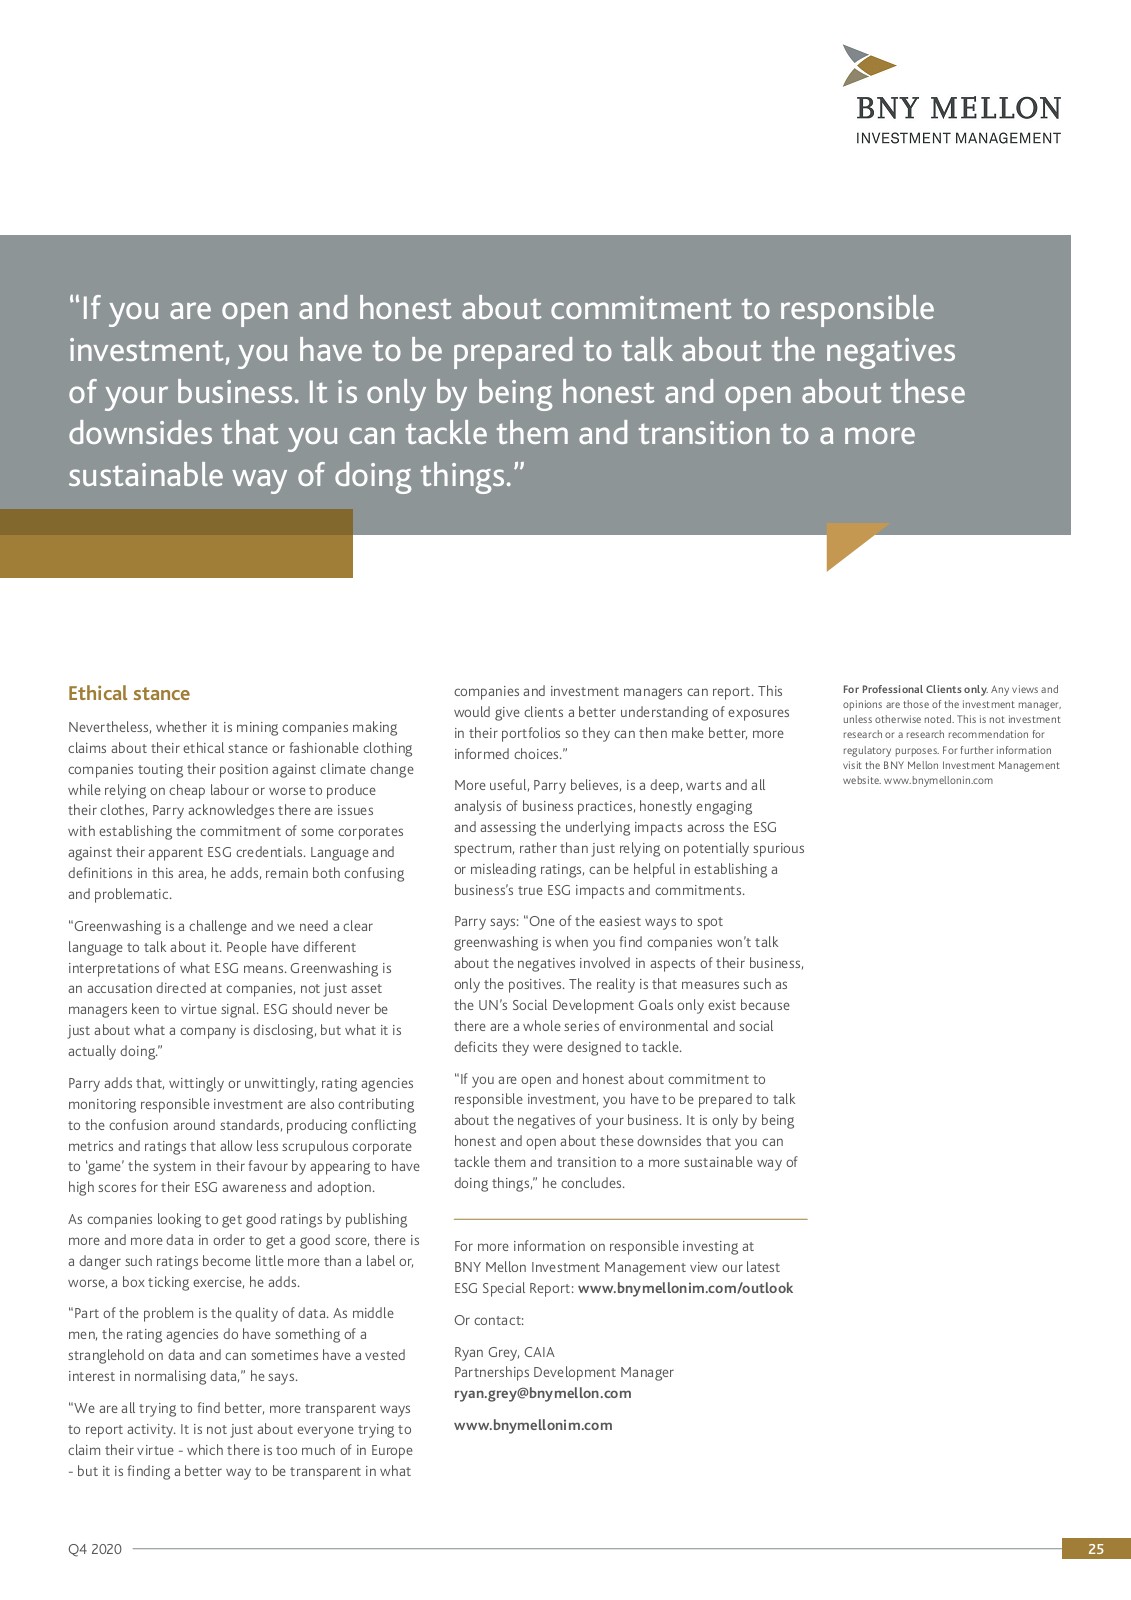 BNY MELLON
INVESTMENT MANAGEMENT
“If you are open and honest about commitment to responsible
investment, you have to be prepared to talk about the negatives
of your business. It is only by being honest and open about these
downsides that you can tackle them and transition to a more
sustainable way of doing things.”
Ethical stance
Nevertheless, whether it is mining companies making
claims about their ethical stance or fashionable clothing
companies touting their position against climate change
while relying on cheap labour or worse to produce
their clothes, Parry acknowledges there are issues
with establishing the commitment of some corporates
against their apparent ESG credentials. Language and
definitions in this area, he adds, remain both confusing
and problematic.
“Greenwashing is a challenge and we need a clear
language to talk about it. People have different
interpretations of what ESG means. Greenwashing is
an accusation directed at companies, not just asset
managers keen to virtue signal. ESG should never be
just about what a company is disclosing, but what it is
actually doing.”
Parry adds that, wittingly or unwittingly, rating agencies
monitoring responsible investment are also contributing
to the confusion around standards, producing conflicting
metrics and ratings that allow less scrupulous corporate
to ‘game’ the system in their favour by appearing to have
high scores for their ESG awareness and adoption.
As companies looking to get good ratings by publishing
more and more data in order to get a good score, there is
a danger such ratings become little more than a label or,
worse, a box ticking exercise, he adds.
“Part of the problem is the quality of data. As middle
men, the rating agencies do have something of a
stranglehold on data and can sometimes have a vested
interest in normalising data,” he says.
“We are all trying to find better, more transparent ways
to report activity. It is not just about everyone trying to
claim their virtue - which there is too much of in Europe
- but it is finding a better way to be transparent in what
companies and investment managers can report. This
would give clients a better understanding of exposures
in their portfolios so they can then make better, more
informed choices.”
More useful, Parry believes, is a deep, warts and all
analysis of business practices, honestly engaging
and assessing the underlying impacts across the ESG
spectrum, rather than just relying on potentially spurious
or misleading ratings, can be helpful in establishing a
business’s true ESG impacts and commitments.
Parry says: “One of the easiest ways to spot
greenwashing is when you find companies won’t talk
about the negatives involved in aspects of their business,
only the positives. The reality is that measures such as
the UN’s Social Development Goals only exist because
there are a whole series of environmental and social
deficits they were designed to tackle.
“If you are open and honest about commitment to
responsible investment, you have to be prepared to talk
about the negatives of your business. It is only by being
honest and open about these downsides that you can
tackle them and transition to a more sustainable way of
doing things,” he concludes.
For more information on responsible investing at
BNY Mellon Investment Management view our latest
ESG Special Report: www.bnymellonim.com/outlook
Or contact:
Ryan Grey, CAIA
Partnerships Development Manager
ryan.grey@bnymellon.com
www.bnymellonim.com
For Professional Clients only. Any views and
opinions are those of the investment manager,
unless otherwise noted. This is not investment
research or a research recommendation for
regulatory purposes. For further information
visit the BNY Mellon Investment Management
website. www.bnymellonin.com
Q4 2020
25